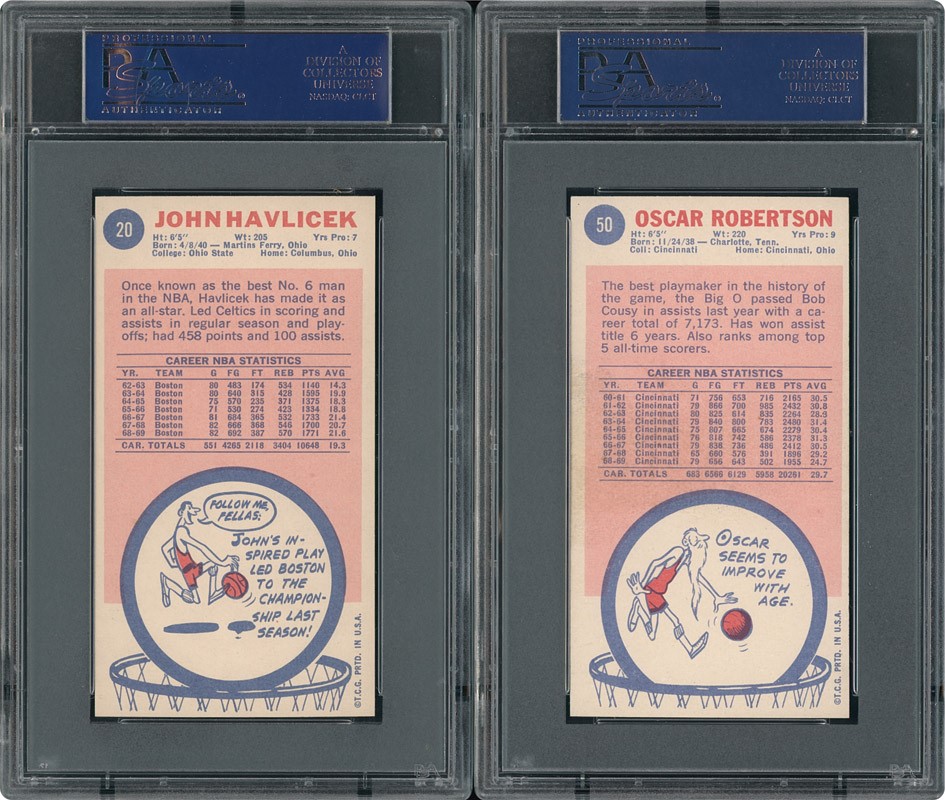 PROFESSIONAL
PSA
Sports
AUTHENTICATOR
A
DIVISION OF
COLLECTORS
UNIVERSE
NASDAQ: CLCT
20
JOHN HAVLICEK
Ht: 6'5" Wt: 205 Yrs Pro: 7
Born: 4/8/40 — Martins Ferry, Ohio
College: Ohio State Home: Columbus, Ohio
Once known as the best No. 6 man
in the NBA, Havlicek has made it as
an all-star. Led Celtics in scoring and
assists in regular season and play-
offs; had 458 points and 100 assists.
CAREER NBA STATISTICS
YR. TEAM G FG FT REB PTS AVG
62-63 Boston 80 483 174 534 1140 14.3
63-64 Boston 80 640 315 428 1595 19.9
64-65 Boston 75 570 235 371 1375 18.3
65-66 Boston 71 530 274 423 1334 18.8
66-67 Boston 81 684 365 532 1733 21.4
67-68 Boston 82 666 368 546 1700 20.7
68-69 Boston 82 692 387 570 1771 21.6
CAR. TOTALS 551 4265 2118 3404 10648 19.3
FOLLOW ME,
FELLAS!
JOHN'S IN-
SPIRED PLAY
LED BOSTON
TO THE
CHAMPION-
SHIP LAST
SEASON!
©T.C.G. PRTD. IN U.S.A.
PROFESSIONAL
PSA
Sports
AUTHENTICATOR
A
DIVISION OF
COLLECTORS
UNIVERSE
NASDAQ: CLCT
50
OSCAR ROBERTSON
Ht: 6'5" Wt: 220 Yrs Pro: 9
Born: 11/24/38 — Charlotte, Tenn.
Coll: Cincinnati Home: Cincinnati, Ohio
The best playmaker in the history of
the game, the Big O passed Bob
Cousy in assists last year with a ca-
reer total of 7,173. Has won assist
title 6 years. Also ranks among top
5 all-time scorers.
CAREER NBA STATISTICS
YR. TEAM G FG FT REB PTS AVG
60-61 Cincinnati 71 756 653 716 2165 30.5
61-62 Cincinnati 79 866 700 985 2432 30.8
62-63 Cincinnati 80 825 614 835 2264 28.3
63-64 Cincinnati 79 840 800 783 2480 31.4
64-65 Cincinnati 75 807 665 674 2279 30.4
65-66 Cincinnati 76 818 742 586 2378 31.3
66-67 Cincinnati 79 838 736 486 2412 30.5
67-68 Cincinnati 65 660 576 391 1896 29.2
68-69 Cincinnati 79 656 643 502 1955 24.7
CAR. TOTALS 683 6566 6129 5958 20261 29.7
OSCAR
SEEMS TO
IMPROVE
WITH
AGE.
©T.C.G. PRTD. IN U.S.A.